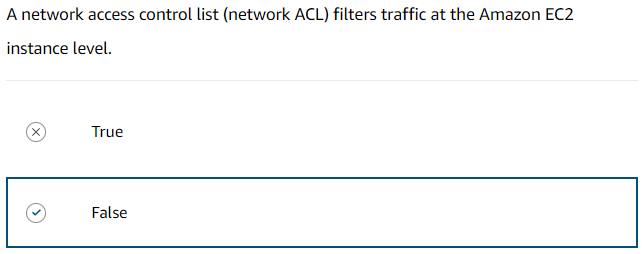 A network access control list (network ACL) filters traffic at the Amazon EC2
instance level.
True
False